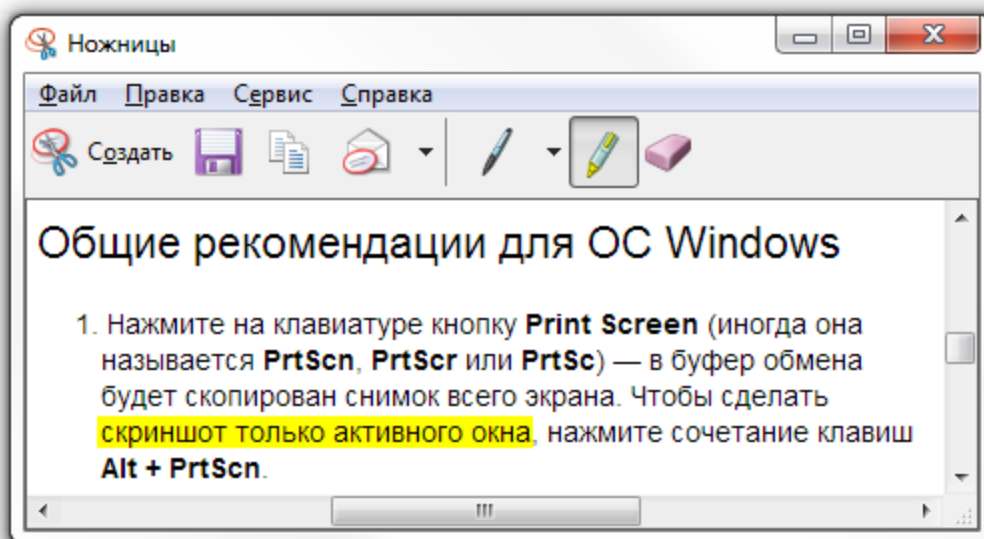 Ножницы
Файл Правка Сервис Справка
Создать
Общие рекомендации для ОС Windows
1. Нажмите на клавиатуре кнопку Print Screen (иногда она
называется PrtScn, PrtScr или PrtSc) — в буфер обмена
будет скопирован снимок всего экрана. Чтобы сделать
скриншот только активного окна, нажмите сочетание клавиш
Alt + PrtScn.